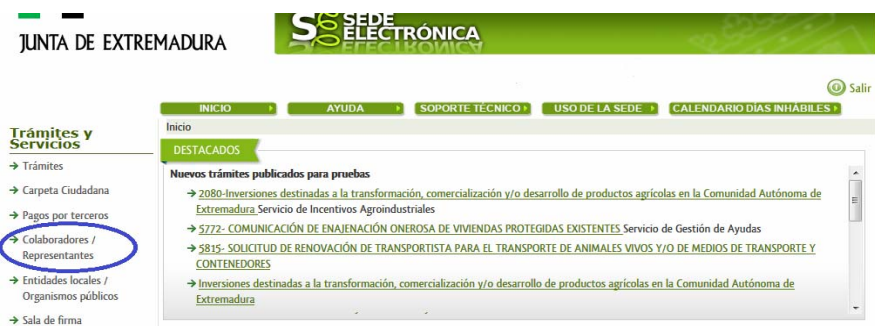 JUNTA DE EXTREMADURA
SEDE
ELECTRÓNICA
Salir
INICIO
AYUDA
SOPORTE TÉCNICO
USO DE LA SEDE
CALENDARIO DÍAS INHÁBILES
Trámites y
Servicios
Trámites
Carpeta Ciudadana
Pagos por terceros
Colaboradores /
Representantes
Entidades locales /
Organismos públicos
Sala de firma
Inicio
DESTACADOS
Nuevos trámites publicados para pruebas
2080-Inversiones destinadas a la transformación, comercialización y/o desarrollo de productos agrícolas en la Comunidad Autónoma de
Extremadura Servicio de Incentivos Agroindustriales
5772- COMUNICACIÓN DE ENAJENACIÓN ONEROSA DE VIVIENDAS PROTEGIDAS EXISTENTES Servicio de Gestión de Ayudas
5815- SOLICITUD DE RENOVACIÓN DE TRANSPORTISTA PARA EL TRANSPORTE DE ANIMALES VIVOS Y/O DE MEDIOS DE TRANSPORTE Y
CONTENEDORES
Inversiones destinadas a la transformación, comercialización y/o desarrollo de productos agrícolas en la Comunidad Autónoma de
Extremadura